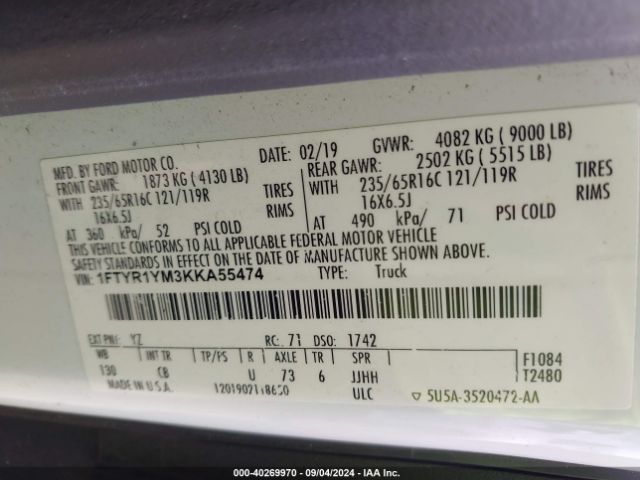 MFD. BY FORD MOTOR CO.
DATE: 02/19 GVWR: 4082 KG ( 9000 LB)
FRONT GAWR: 1873 KG ( 4130 LB) REAR GAWR: 2502 KG ( 5515 LB)
WITH 235/65R16C 121/119R TIRES WITH 235/65R16C 121/119R TIRES
16X6.5J RIMS 16X6.5J RIMS
AT 360 kPa/ 52 PSI COLD AT 490 kPa/ 71 PSI COLD
THIS VEHICLE CONFORMS TO ALL APPLICABLE FEDERAL MOTOR VEHICLE
SAFETY STANDARDS IN EFFECT ON THE DATE OF MANUFACTURE SHOWN ABOVE.
VIN: 1FTYR1YM3KKA55474 TYPE: Truck
EXT PNT: YZ RC: 71 DSO: 1742
WB INT TR TP/PS R AXLE TR SPR F1084
130 CB U 73 6 JJHH T2480
MADE IN U.S.A. ULC 5U5A-3520472-AA
000-40269970 - 09/04/2024 - IAA Inc.